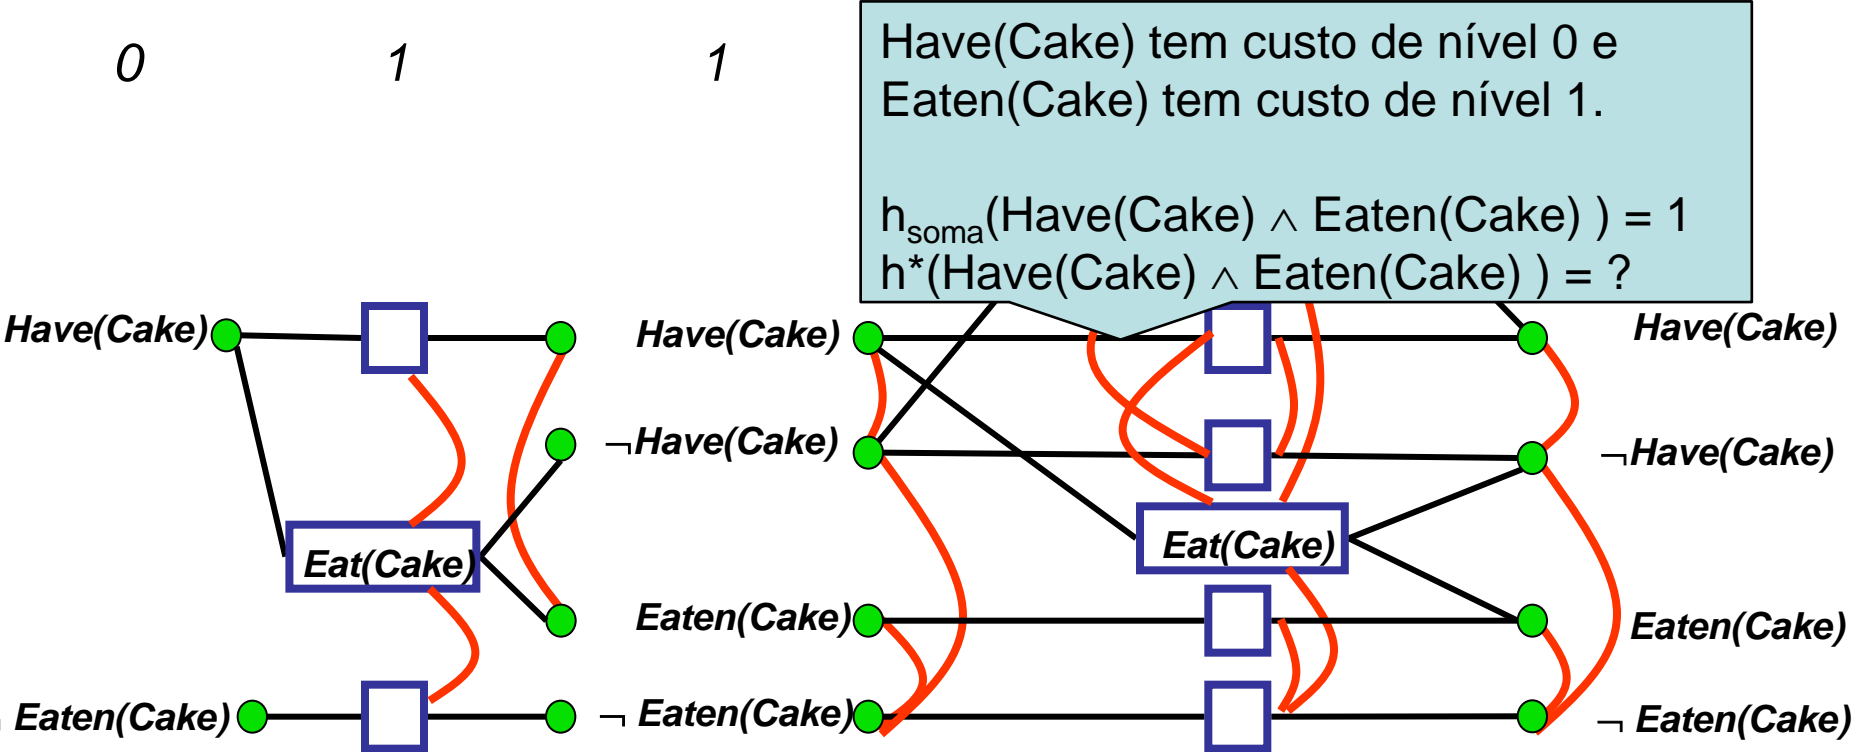 0 1 1
Have(Cake) tem custo de nível 0 e
Eaten(Cake) tem custo de nível 1.
h_soma(Have(Cake) ∧ Eaten(Cake) ) = 1
h*(Have(Cake) ∧ Eaten(Cake) ) = ?
Have(Cake) Have(Cake) Have(Cake)
¬Have(Cake) ¬Have(Cake)
Eat(Cake) Eat(Cake)
Eaten(Cake) Eaten(Cake)
¬ Eaten(Cake) ¬ Eaten(Cake) ¬ Eaten(Cake)